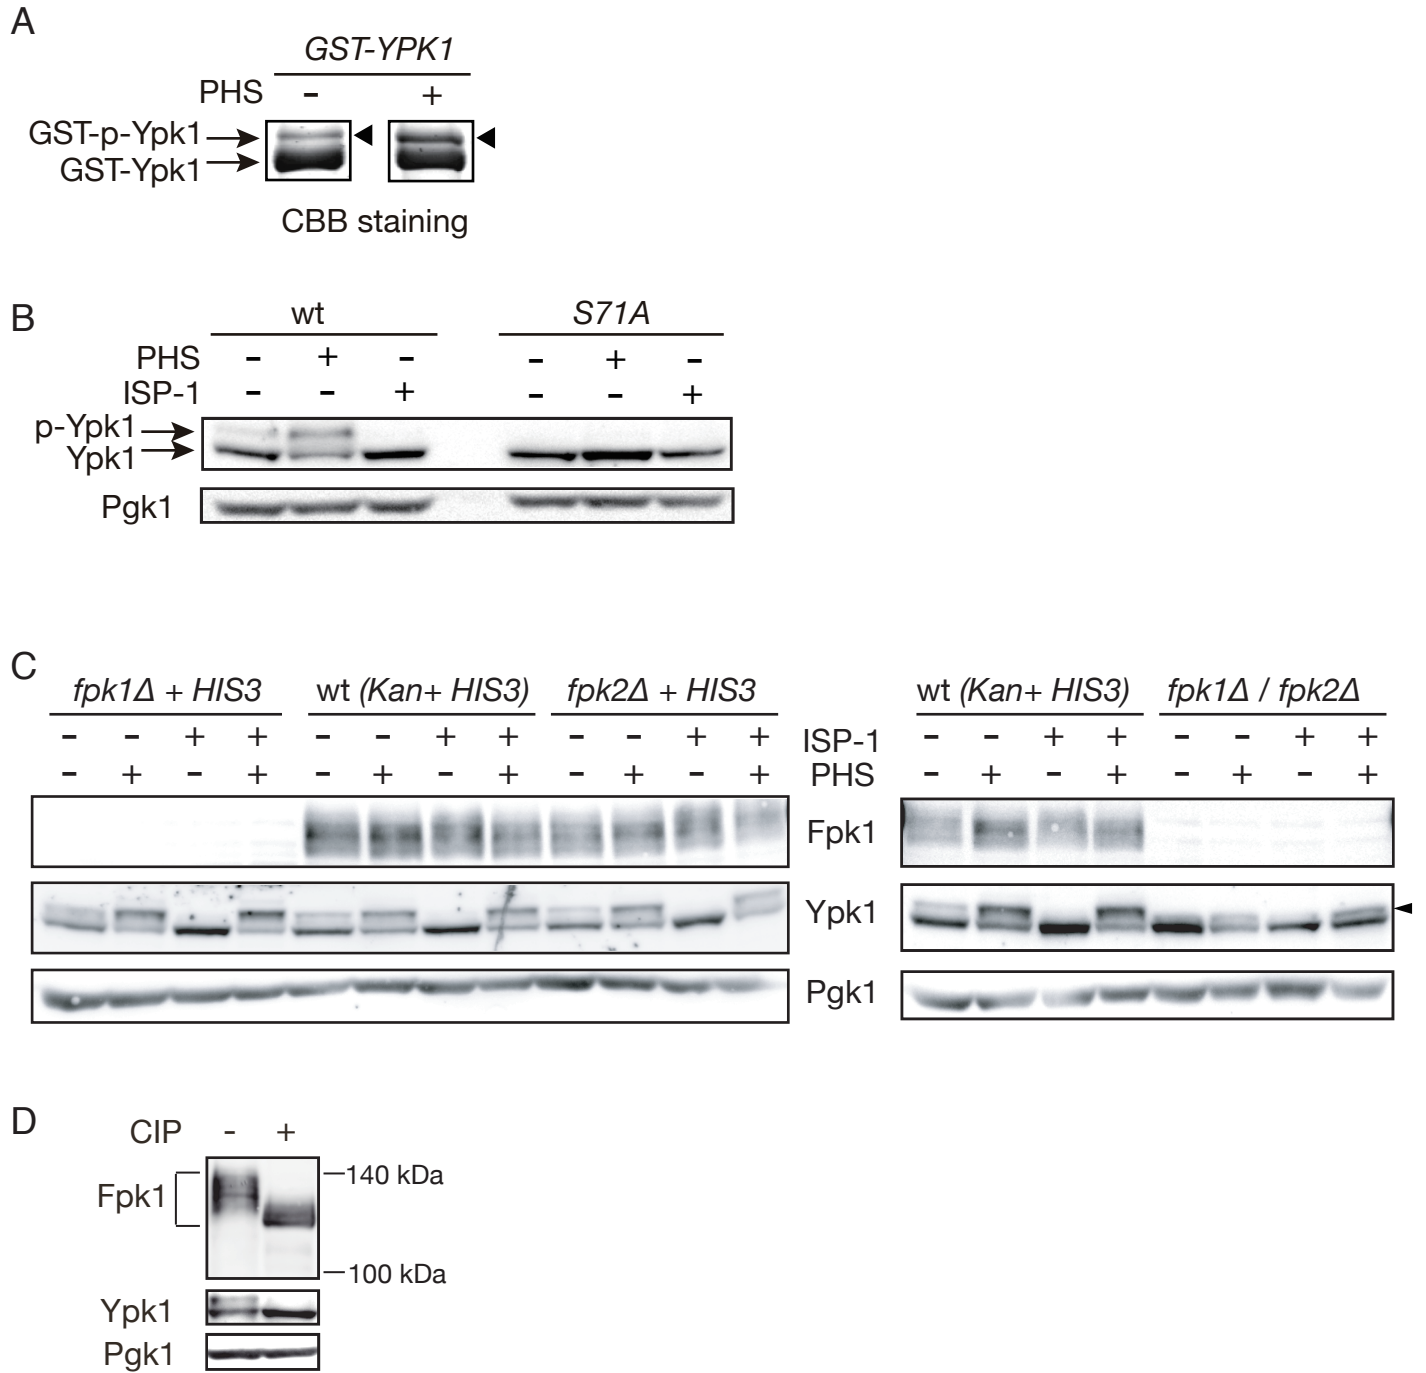 A
GST-YPK1
PHS - +
GST-p-Ypk1
GST-Ypk1
CBB staining
B
wt S71A
PHS - + - - + -
ISP-1 - - + - - +
p-Ypk1
Ypk1
Pgk1
C
fpk1Δ + HIS3 wt (Kan+ HIS3) fpk2Δ + HIS3 wt (Kan+ HIS3) fpk1Δ / fpk2Δ
- - + + - - + + - - + + ISP-1 - - + + - - + +
- + - + - + - + - + - + PHS - + - + - + - +
Fpk1
Ypk1
Pgk1
D
CIP - +
140 kDa
Fpk1
100 kDa
Ypk1
Pgk1